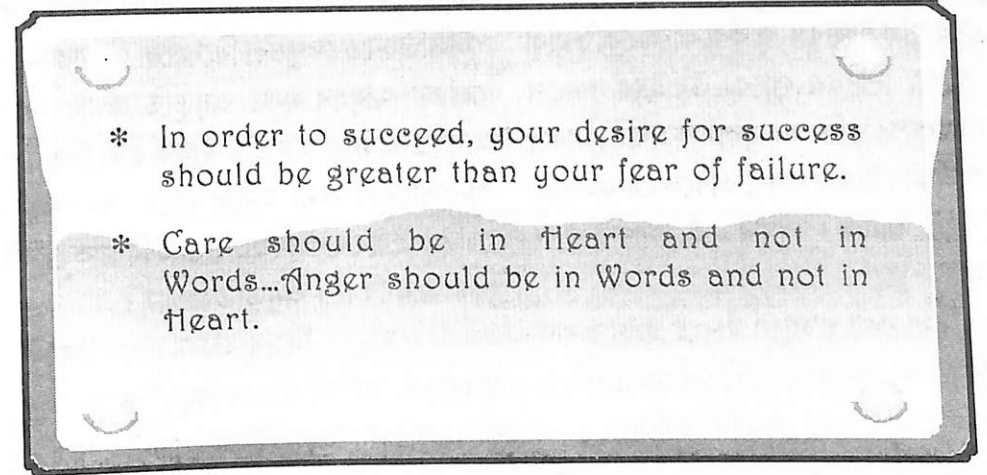 * In order to succeed, your desire for success
should be greater than your fear of failure.
* Care should be in Heart and not in
Words...Anger should be in Words and not in
Heart.